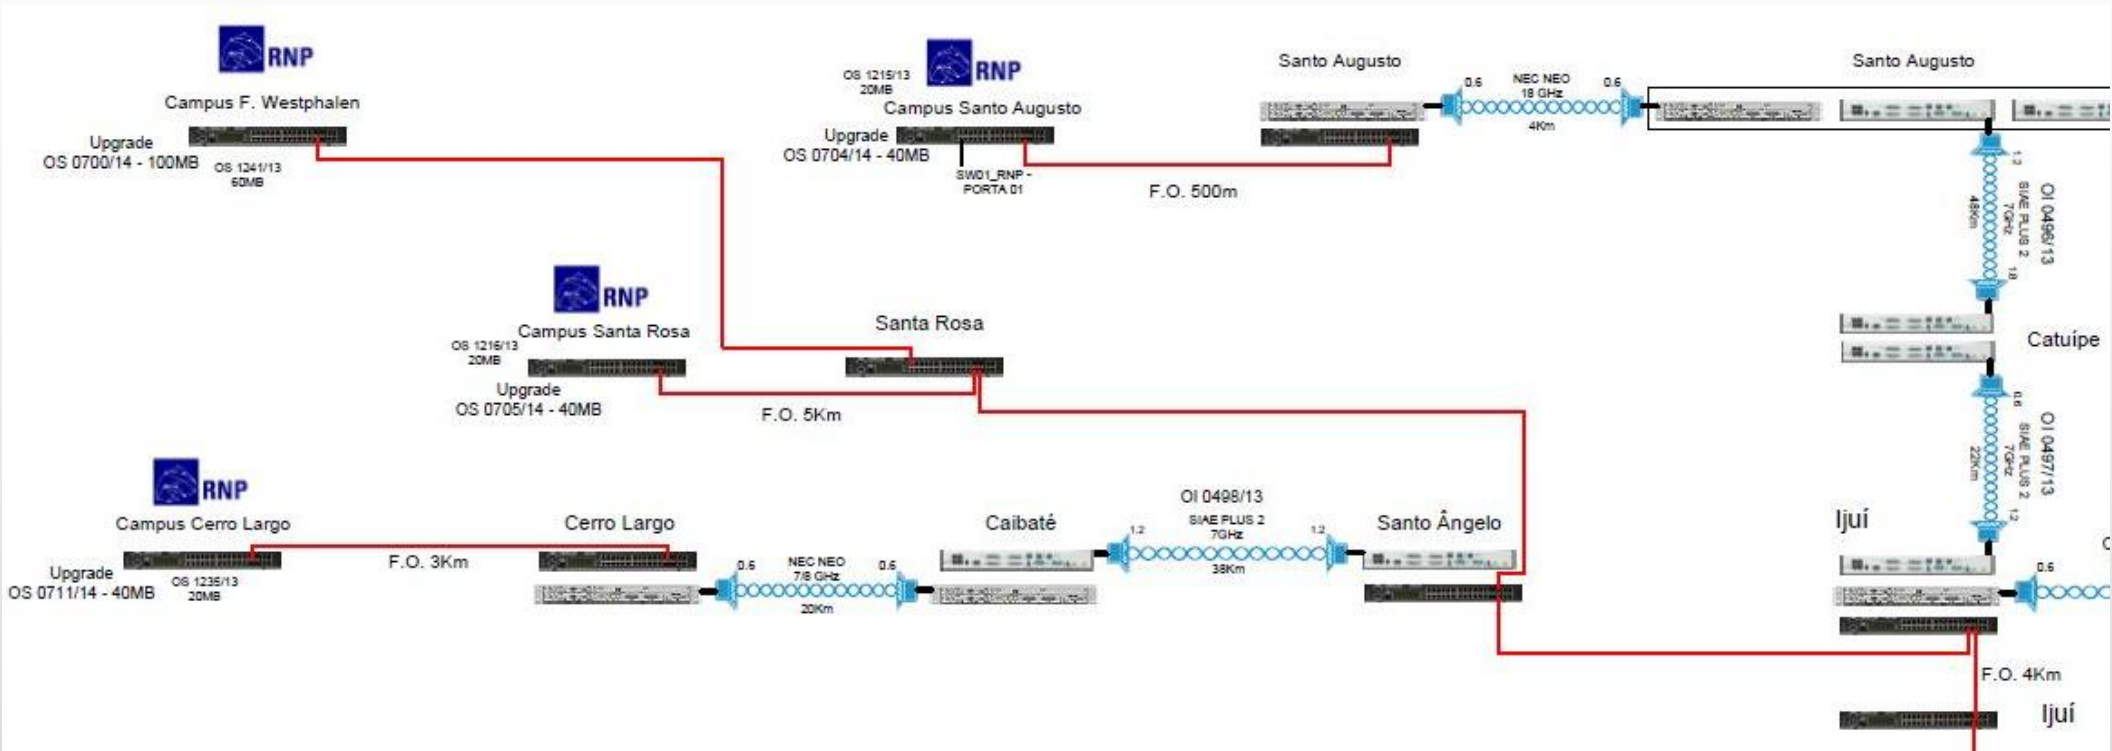 RNP
Campus F. Westphalen
Upgrade
OS 0700/14 - 100MB
OS 1241/13
60MB
RNP
OS 1215/13
20MB
Campus Santo Augusto
Upgrade
OS 0704/14 - 40MB
SW01_RNP -
PORTA 01
F.O. 500m
Santo Augusto
0.6
NEC NEO
18 GHz
0.6
4Km
Santo Augusto
1.2
OI 0496/13
SIAE PLUS 2
7GHz
48Km
1.8
Catuípe
0.6
OI 0497/13
SIAE PLUS 2
7GHz
22Km
1.2
RNP
Campus Santa Rosa
OS 1216/13
20MB
Upgrade
OS 0705/14 - 40MB
F.O. 5Km
Santa Rosa
RNP
Campus Cerro Largo
Upgrade
OS 0711/14 - 40MB
OS 1235/13
20MB
F.O. 3Km
Cerro Largo
0.6
NEC NEO
7/8 GHz
0.6
20Km
Caibaté
OI 0498/13
1.2
SIAE PLUS 2
7GHz
1.2
38Km
Santo Ângelo
Ijuí
0.6
F.O. 4Km
Ijuí